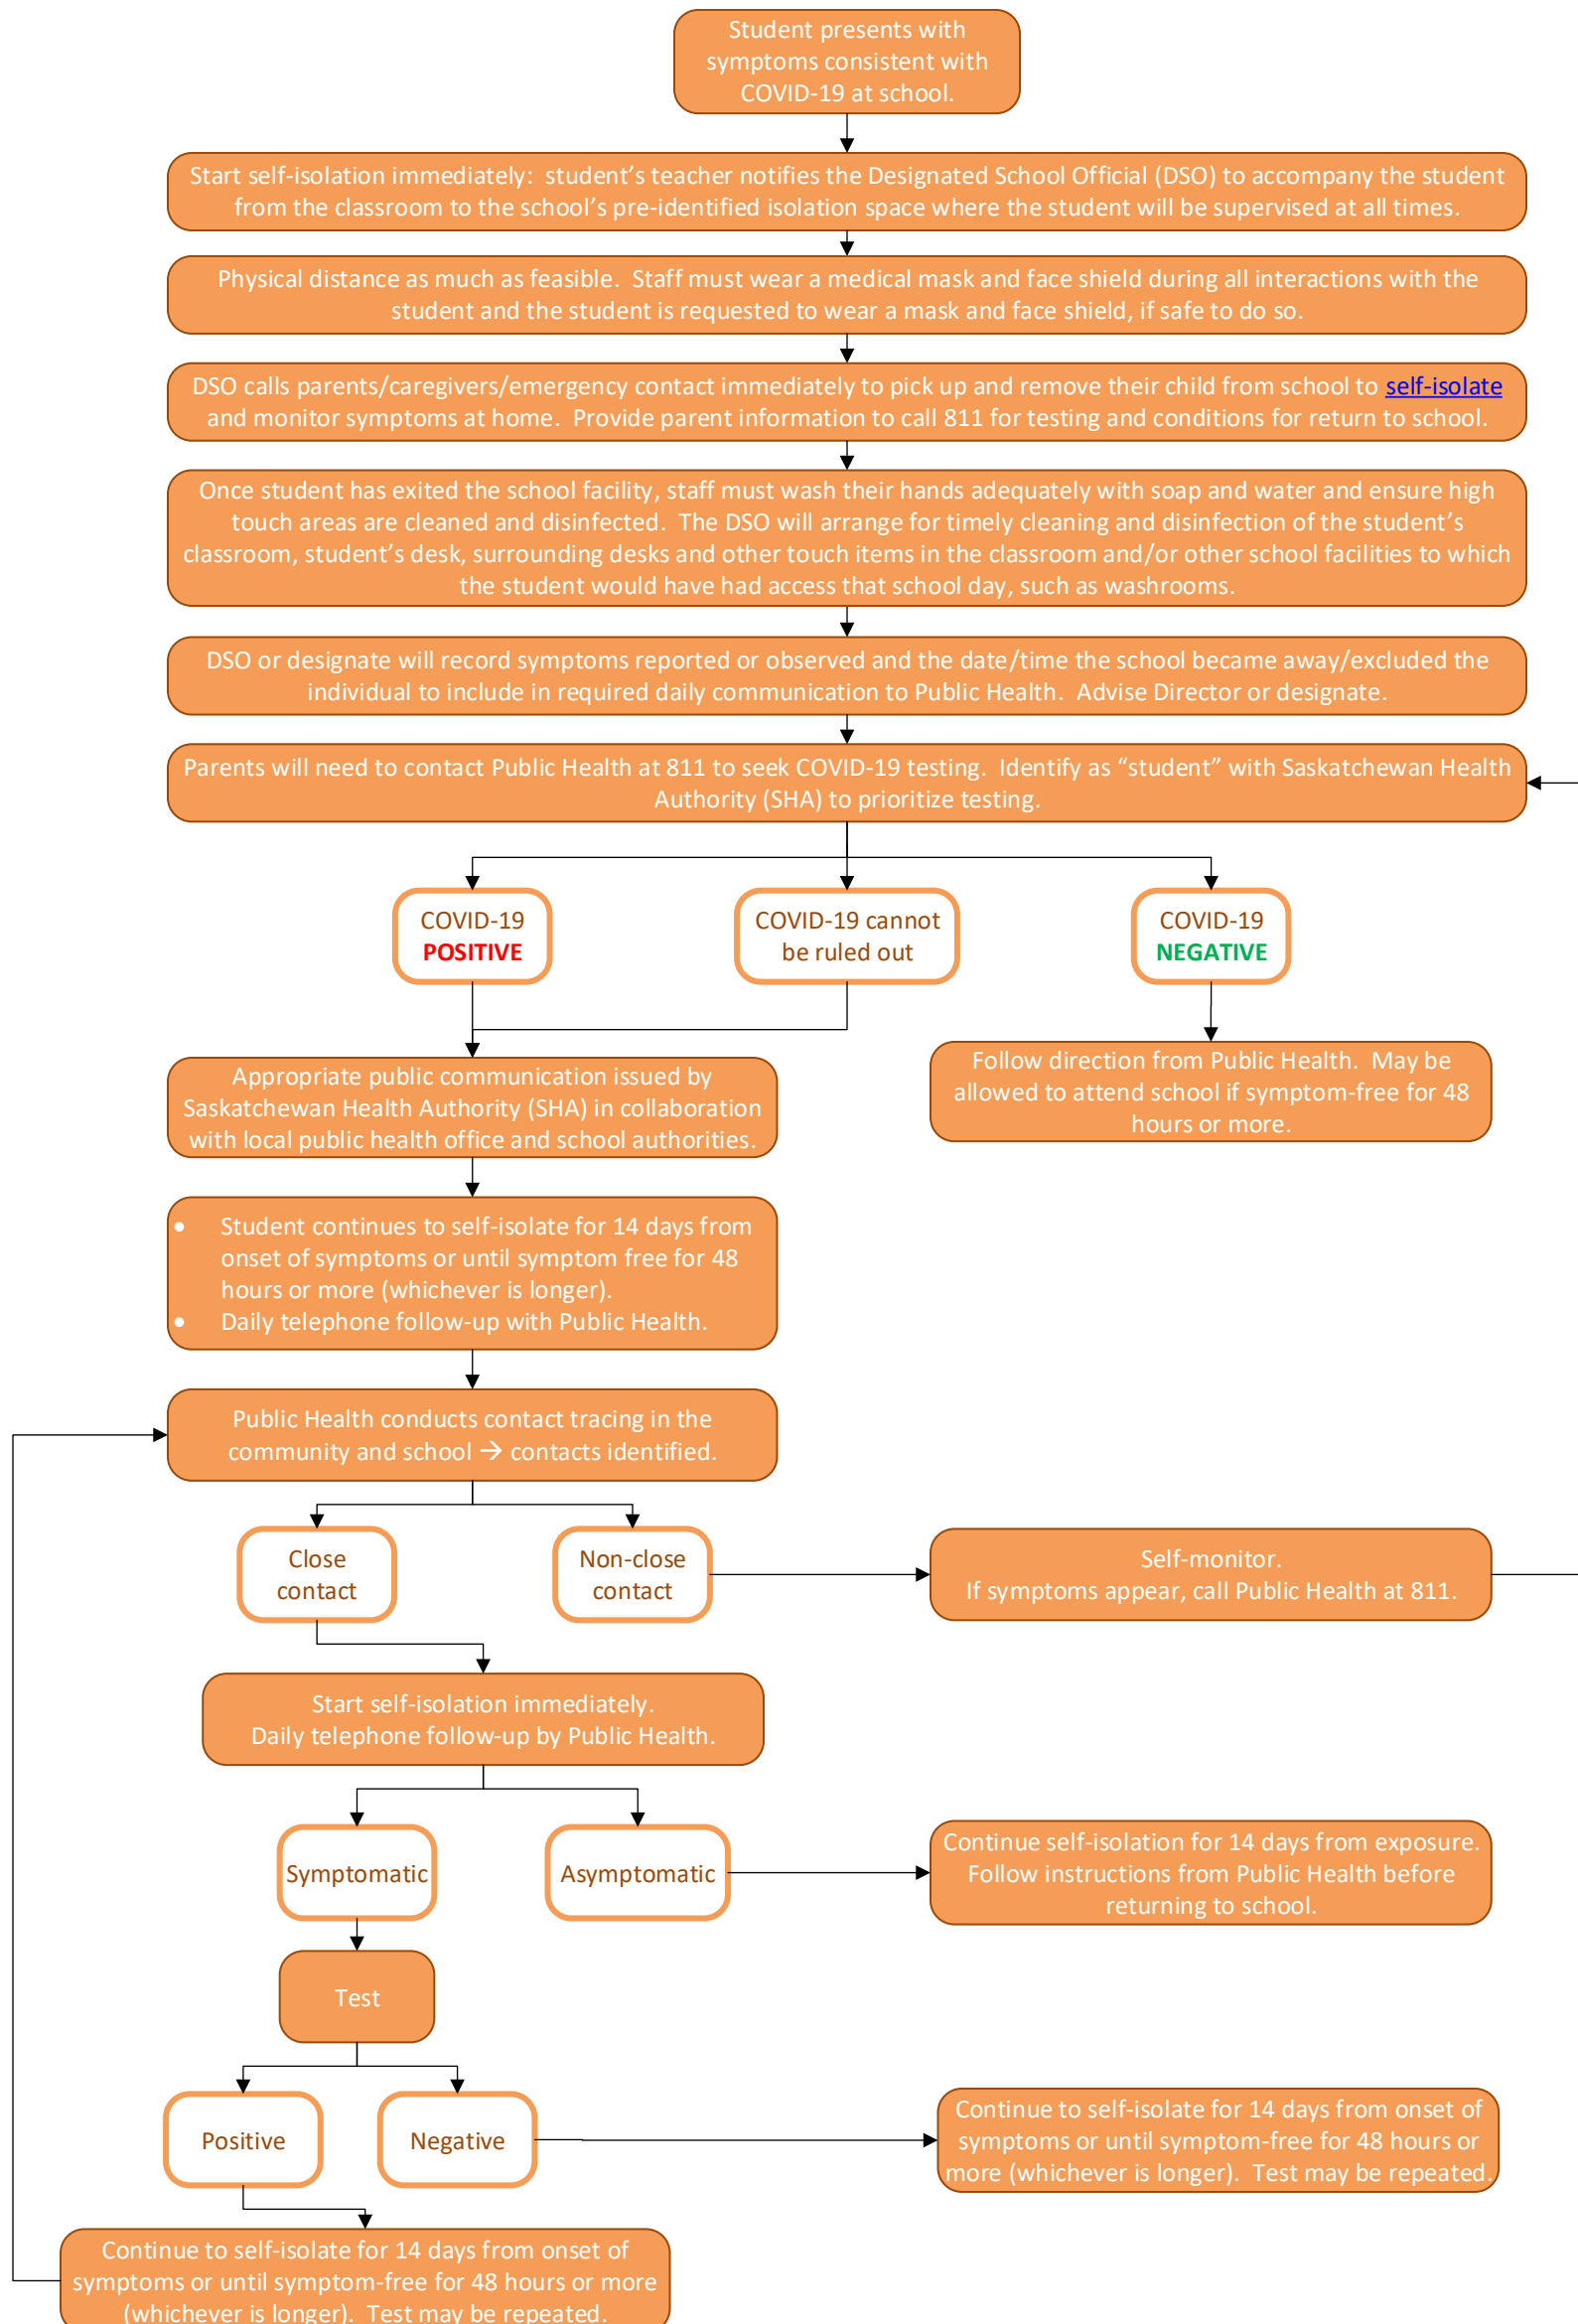 Student presents with
symptoms consistent with
COVID-19 at school.
Start self-isolation immediately:  student’s teacher notifies the Designated School Official (DSO) to accompany the student
from the classroom to the school’s pre-identified isolation space where the student will be supervised at all times.
Physical distance as much as feasible.  Staff must wear a medical mask and face shield during all interactions with the
student and the student is requested to wear a mask and face shield, if safe to do so.
DSO calls parents/caregivers/emergency contact immediately to pick up and remove their child from school to self-isolate
and monitor symptoms at home.  Provide parent information to call 811 for testing and conditions for return to school.
Once student has exited the school facility, staff must wash their hands adequately with soap and water and ensure high
touch areas are cleaned and disinfected.  The DSO will arrange for timely cleaning and disinfection of the student’s
classroom, student’s desk, surrounding desks and other touch items in the classroom and/or other school facilities to which
the student would have had access that school day, such as washrooms.
DSO or designate will record symptoms reported or observed and the date/time the school became away/excluded the
individual to include in required daily communication to Public Health.  Advise Director or designate.
Parents will need to contact Public Health at 811 to seek COVID-19 testing.  Identify as “student” with Saskatchewan Health
Authority (SHA) to prioritize testing.
COVID-19
POSITIVE
COVID-19 cannot
be ruled out
COVID-19
NEGATIVE
Appropriate public communication issued by
Saskatchewan Health Authority (SHA) in collaboration
with local public health office and school authorities.
Follow direction from Public Health.  May be
allowed to attend school if symptom-free for 48
hours or more.
• Student continues to self-isolate for 14 days from
onset of symptoms or until symptom free for 48
hours or more (whichever is longer).
• Daily telephone follow-up with Public Health.
Public Health conducts contact tracing in the
community and school → contacts identified.
Close
contact
Non-close
contact
Self-monitor.
If symptoms appear, call Public Health at 811.
Start self-isolation immediately.
Daily telephone follow-up by Public Health.
Symptomatic
Asymptomatic
Continue self-isolation for 14 days from exposure.
Follow instructions from Public Health before
returning to school.
Test
Positive
Negative
Continue to self-isolate for 14 days from onset of
symptoms or until symptom-free for 48 hours or
more (whichever is longer).  Test may be repeated.
Continue to self-isolate for 14 days from onset of
symptoms or until symptom-free for 48 hours or more
(whichever is longer).  Test may be repeated.